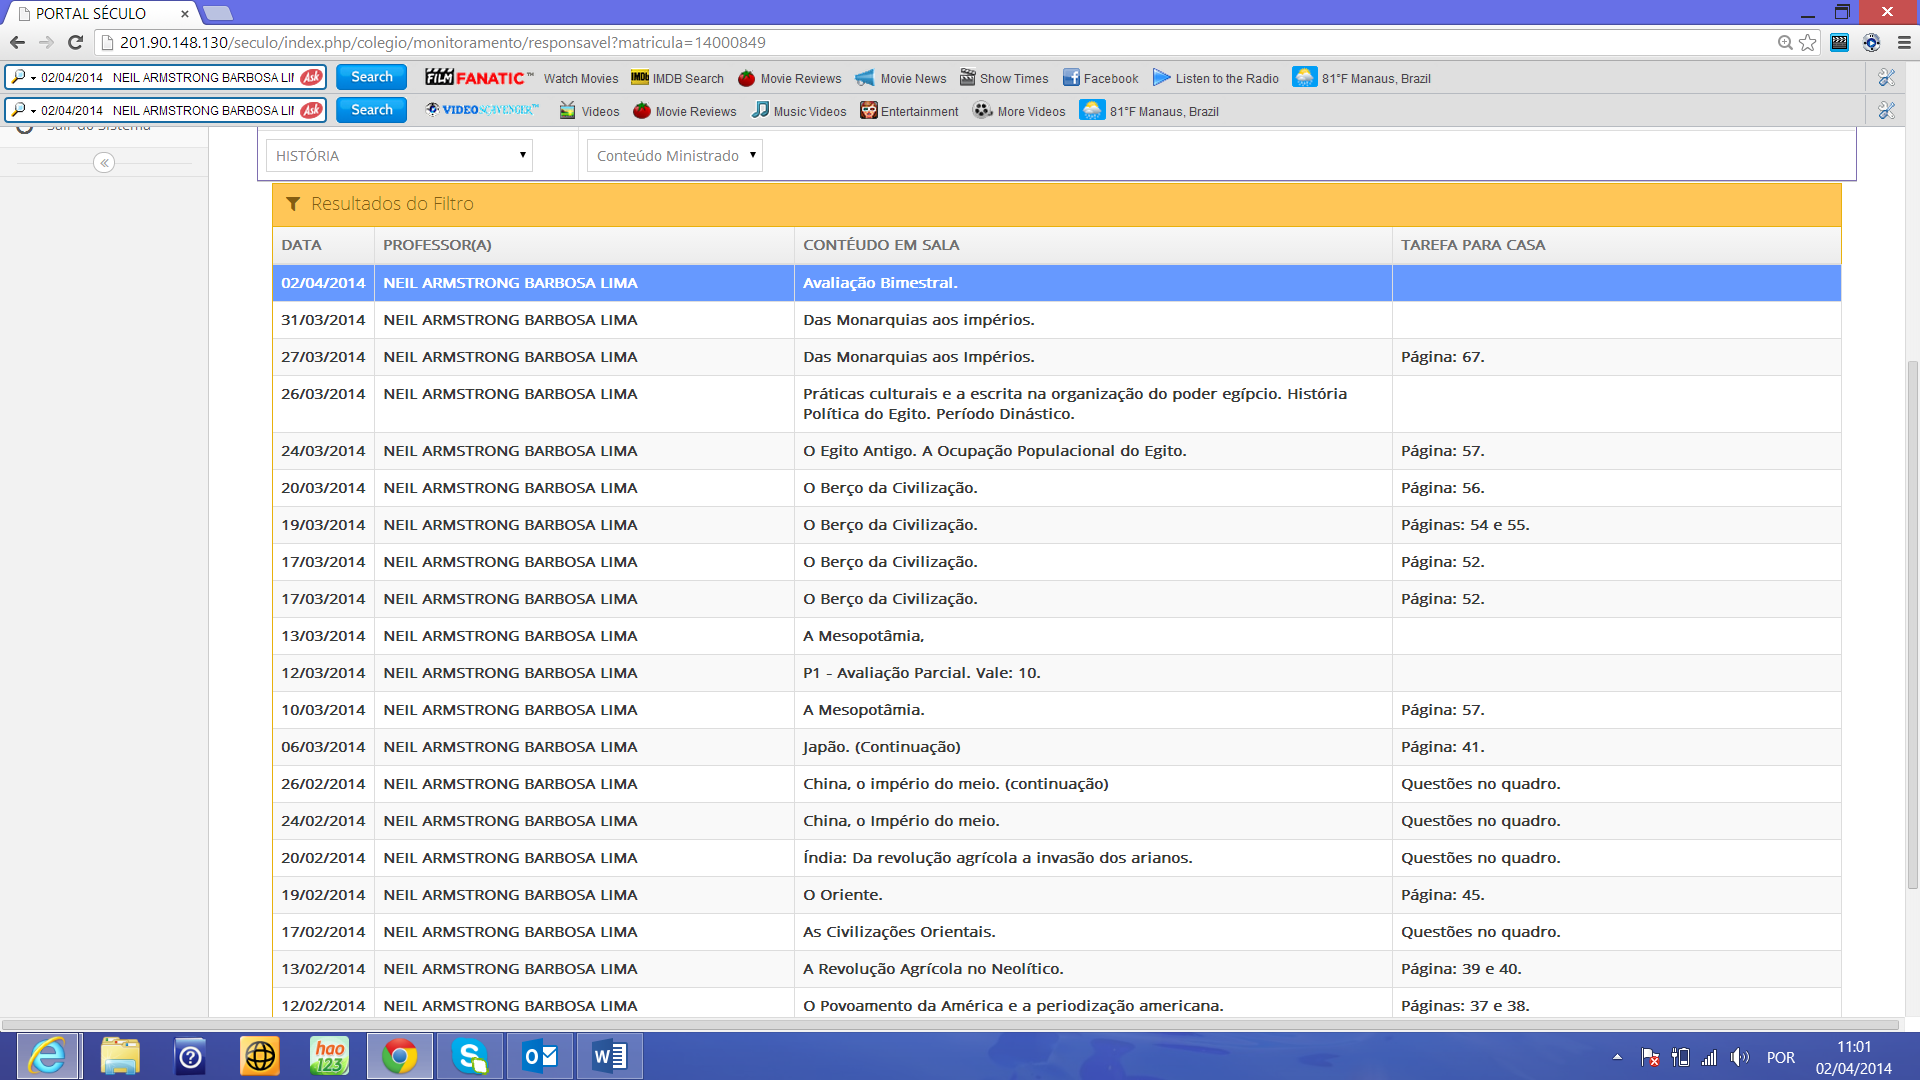 PORTAL SÉCULO
201.90.148.130/seculo/index.php/colegio/monitoramento/responsavel?matricula=14000849
02/04/2014 NEIL ARMSTRONG BARBOSA LI Ask Search FILM FANATIC™ Watch Movies IMDb IMDB Search Movie Reviews Movie News Show Times Facebook Listen to the Radio 81°F Manaus, Brazil
02/04/2014 NEIL ARMSTRONG BARBOSA LI Ask Search VIDEO SCAVENGER™ Videos Movie Reviews Music Videos Entertainment More Videos 81°F Manaus, Brazil
Sair do Sistema
HISTÓRIA Conteúdo Ministrado
Resultados do Filtro
DATA PROFESSOR(A) CONTÉUDO EM SALA TAREFA PARA CASA
02/04/2014 NEIL ARMSTRONG BARBOSA LIMA Avaliação Bimestral.
31/03/2014 NEIL ARMSTRONG BARBOSA LIMA Das Monarquias aos impérios.
27/03/2014 NEIL ARMSTRONG BARBOSA LIMA Das Monarquias aos Impérios. Página: 67.
26/03/2014 NEIL ARMSTRONG BARBOSA LIMA Práticas culturais e a escrita na organização do poder egípcio. História
Política do Egito. Período Dinástico.
24/03/2014 NEIL ARMSTRONG BARBOSA LIMA O Egito Antigo. A Ocupação Populacional do Egito. Página: 57.
20/03/2014 NEIL ARMSTRONG BARBOSA LIMA O Berço da Civilização. Página: 56.
19/03/2014 NEIL ARMSTRONG BARBOSA LIMA O Berço da Civilização. Páginas: 54 e 55.
17/03/2014 NEIL ARMSTRONG BARBOSA LIMA O Berço da Civilização. Página: 52.
17/03/2014 NEIL ARMSTRONG BARBOSA LIMA O Berço da Civilização. Página: 52.
13/03/2014 NEIL ARMSTRONG BARBOSA LIMA A Mesopotâmia,
12/03/2014 NEIL ARMSTRONG BARBOSA LIMA P1 - Avaliação Parcial. Vale: 10.
10/03/2014 NEIL ARMSTRONG BARBOSA LIMA A Mesopotâmia. Página: 57.
06/03/2014 NEIL ARMSTRONG BARBOSA LIMA Japão. (Continuação) Página: 41.
26/02/2014 NEIL ARMSTRONG BARBOSA LIMA China, o império do meio. (continuação) Questões no quadro.
24/02/2014 NEIL ARMSTRONG BARBOSA LIMA China, o Império do meio. Questões no quadro.
20/02/2014 NEIL ARMSTRONG BARBOSA LIMA Índia: Da revolução agrícola a invasão dos arianos. Questões no quadro.
19/02/2014 NEIL ARMSTRONG BARBOSA LIMA O Oriente. Página: 45.
17/02/2014 NEIL ARMSTRONG BARBOSA LIMA As Civilizações Orientais. Questões no quadro.
13/02/2014 NEIL ARMSTRONG BARBOSA LIMA A Revolução Agrícola no Neolítico. Página: 39 e 40.
12/02/2014 NEIL ARMSTRONG BARBOSA LIMA O Povoamento da América e a periodização americana. Páginas: 37 e 38.
hao
123
POR
11:01
02/04/2014